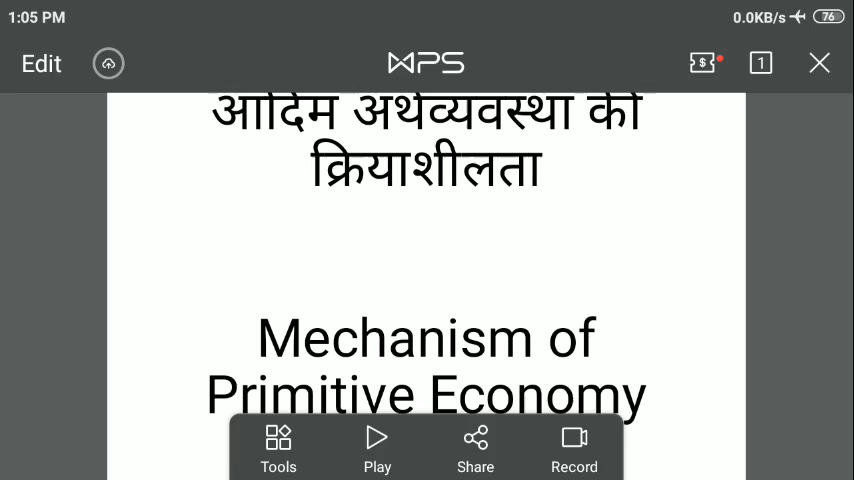 1:05 PM
0.0KB/s
76
Edit
WPS
$
1
आदिम अर्थव्यवस्था की
क्रियाशीलता
Mechanism of
Primitive Economy
Tools
Play
Share
Record